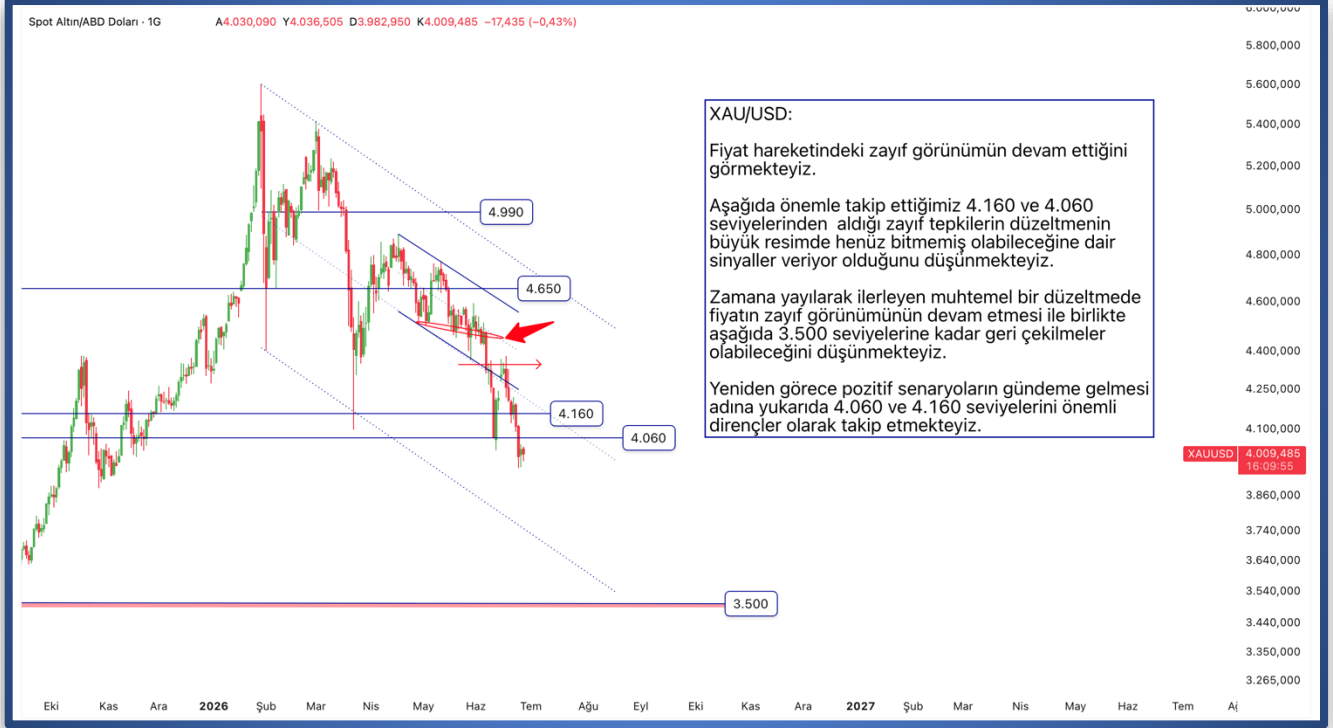 Spot Altın/ABD Doları · 1G A4.030,090 Y4.036,505 D3.982,950 K4.009,485 −17,435 (−0,43%)
6.000,000
5.800,000
5.600,000
5.400,000
5.200,000
5.000,000
4.800,000
4.600,000
4.400,000
4.250,000
4.100,000
XAUUSD 4.009,485
16:09:55
3.860,000
3.740,000
3.640,000
3.540,000
3.440,000
3.350,000
3.265,000
4.990
4.650
4.160
4.060
3.500
XAU/USD:
Fiyat hareketindeki zayıf görünümün devam ettiğini
görmekteyiz.
Aşağıda önemle takip ettiğimiz 4.160 ve 4.060
seviyelerinden aldığı zayıf tepkilerin düzeltmenin
büyük resimde henüz bitmemiş olabileceğine dair
sinyaller veriyor olduğunu düşünmekteyiz.
Zamana yayılarak ilerleyen muhtemel bir düzeltmede
fiyatın zayıf görünümünün devam etmesi ile birlikte
aşağıda 3.500 seviyelerine kadar geri çekilmeler
olabileceğini düşünmekteyiz.
Yeniden görece pozitif senaryoların gündeme gelmesi
adına yukarıda 4.060 ve 4.160 seviyelerini önemli
dirençler olarak takip etmekteyiz.
Eki Kas Ara 2026 Şub Mar Nis May Haz Tem Ağu Eyl Eki Kas Ara 2027 Şub Mar Nis May Haz Tem